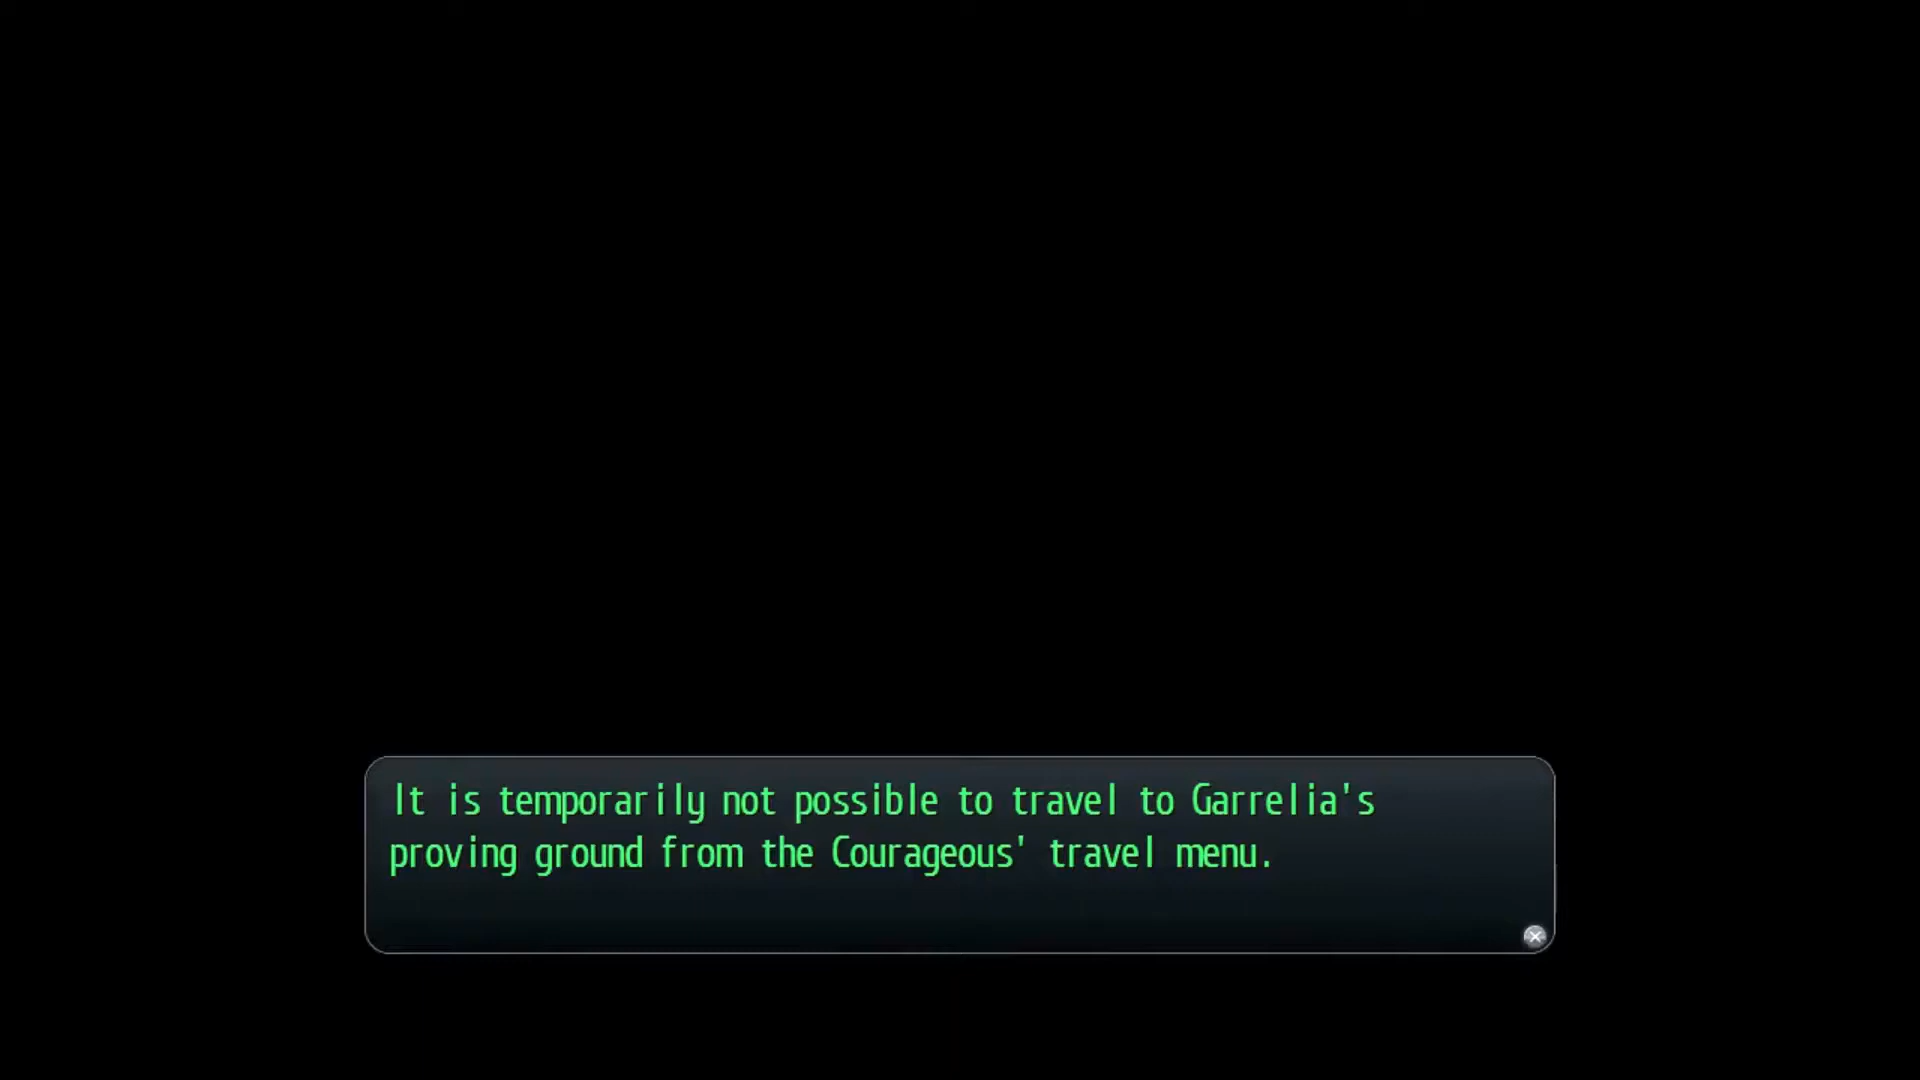 It is temporarily not possible to travel to Garrelia's
proving ground from the Courageous' travel menu.